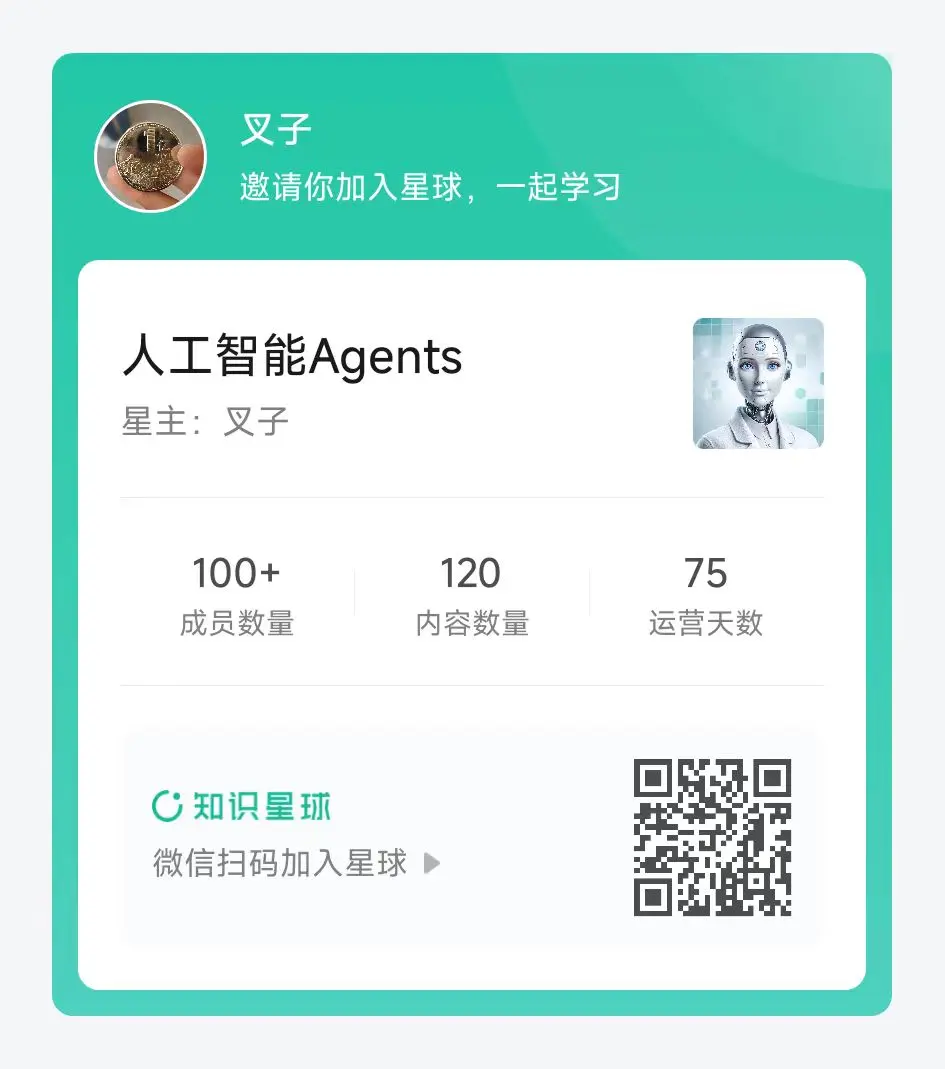 叉子
邀请你加入星球，一起学习
人工智能Agents
星主：叉子
100+
120
75
成员数量
内容数量
运营天数
知识星球
微信扫码加入星球